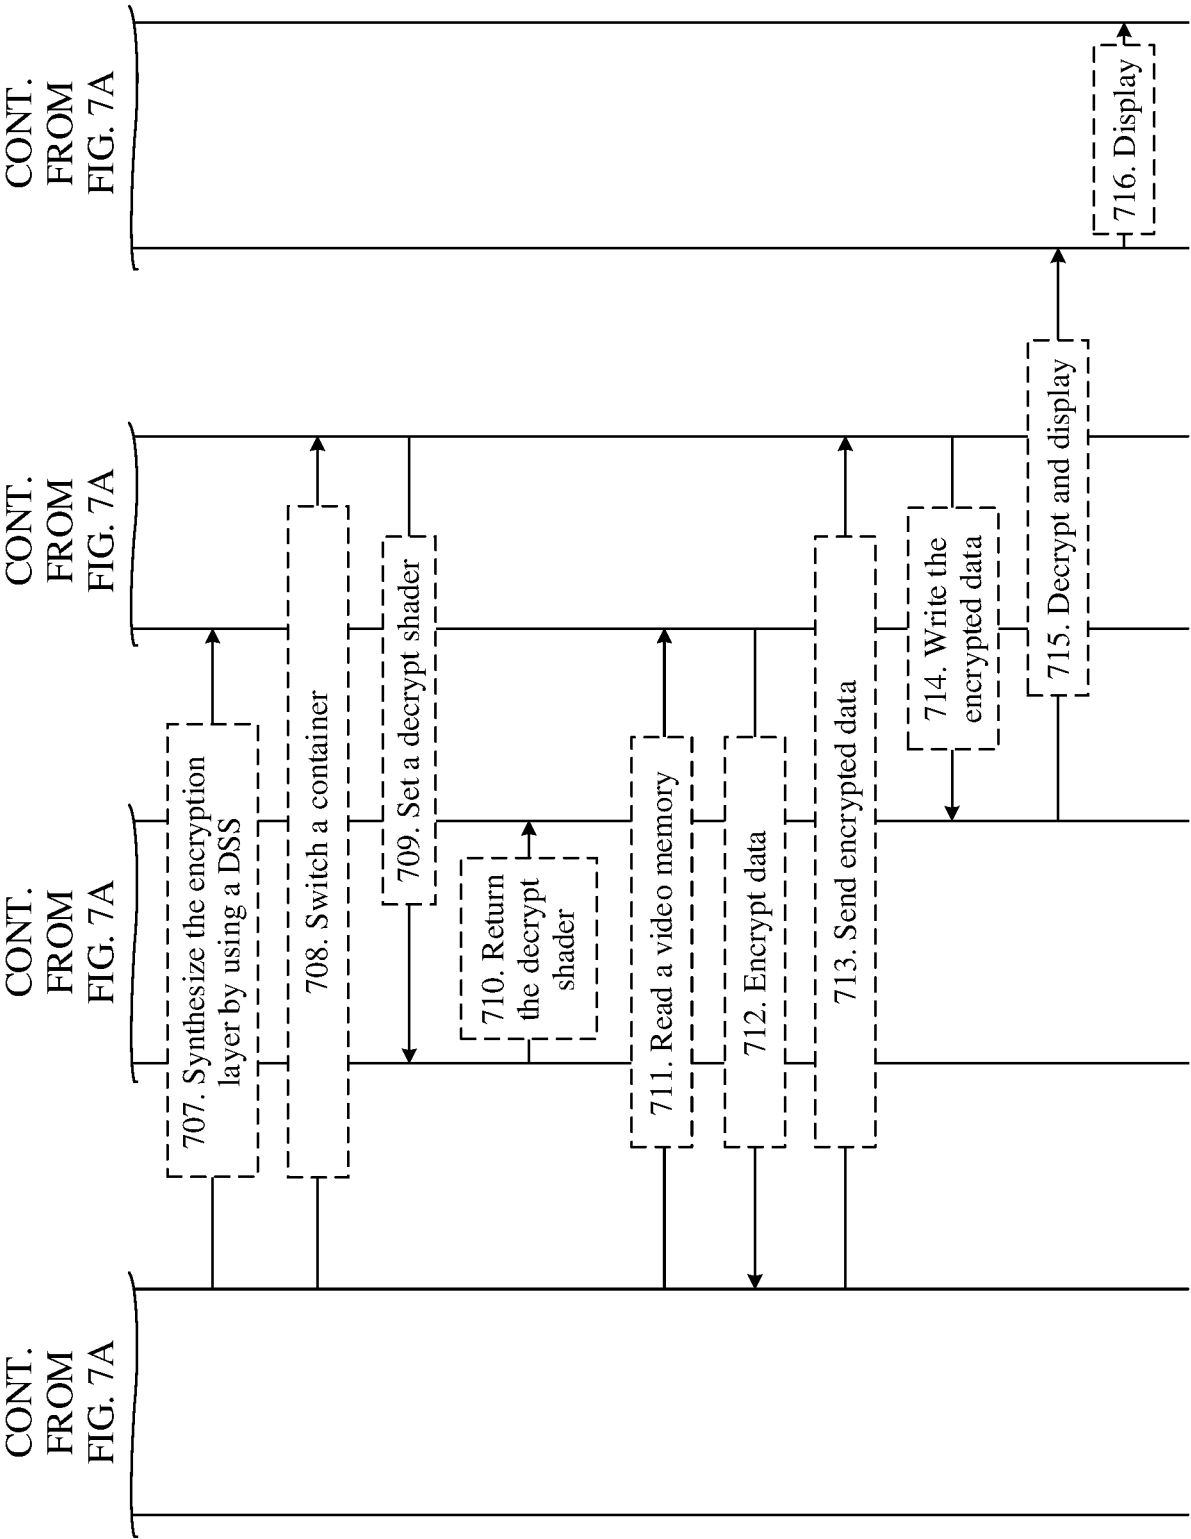 CONT.
FROM
FIG. 7A
CONT.
FROM
FIG. 7A
CONT.
FROM
FIG. 7A
CONT.
FROM
FIG. 7A
707. Synthesize the encryption
layer by using a DSS
708. Switch a container
709. Set a decrypt shader
710. Return
the decrypt
shader
711. Read a video memory
712. Encrypt data
713. Send encrypted data
714. Write the
encrypted data
715. Decrypt and display
716. Display